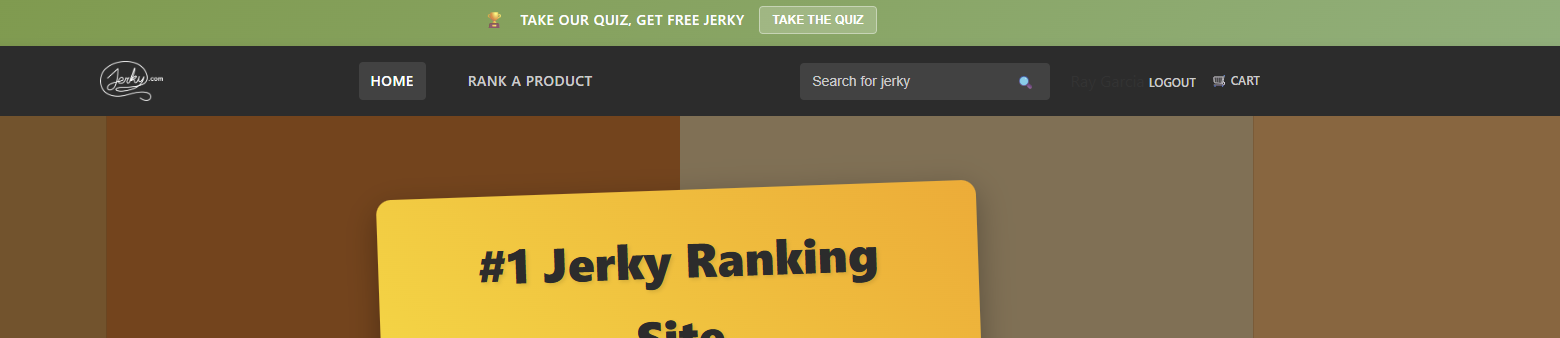 TAKE OUR QUIZ, GET FREE JERKY TAKE THE QUIZ
Jerky.com HOME RANK A PRODUCT Search for jerky Ray Garcia LOGOUT CART
#1 Jerky Ranking
Site